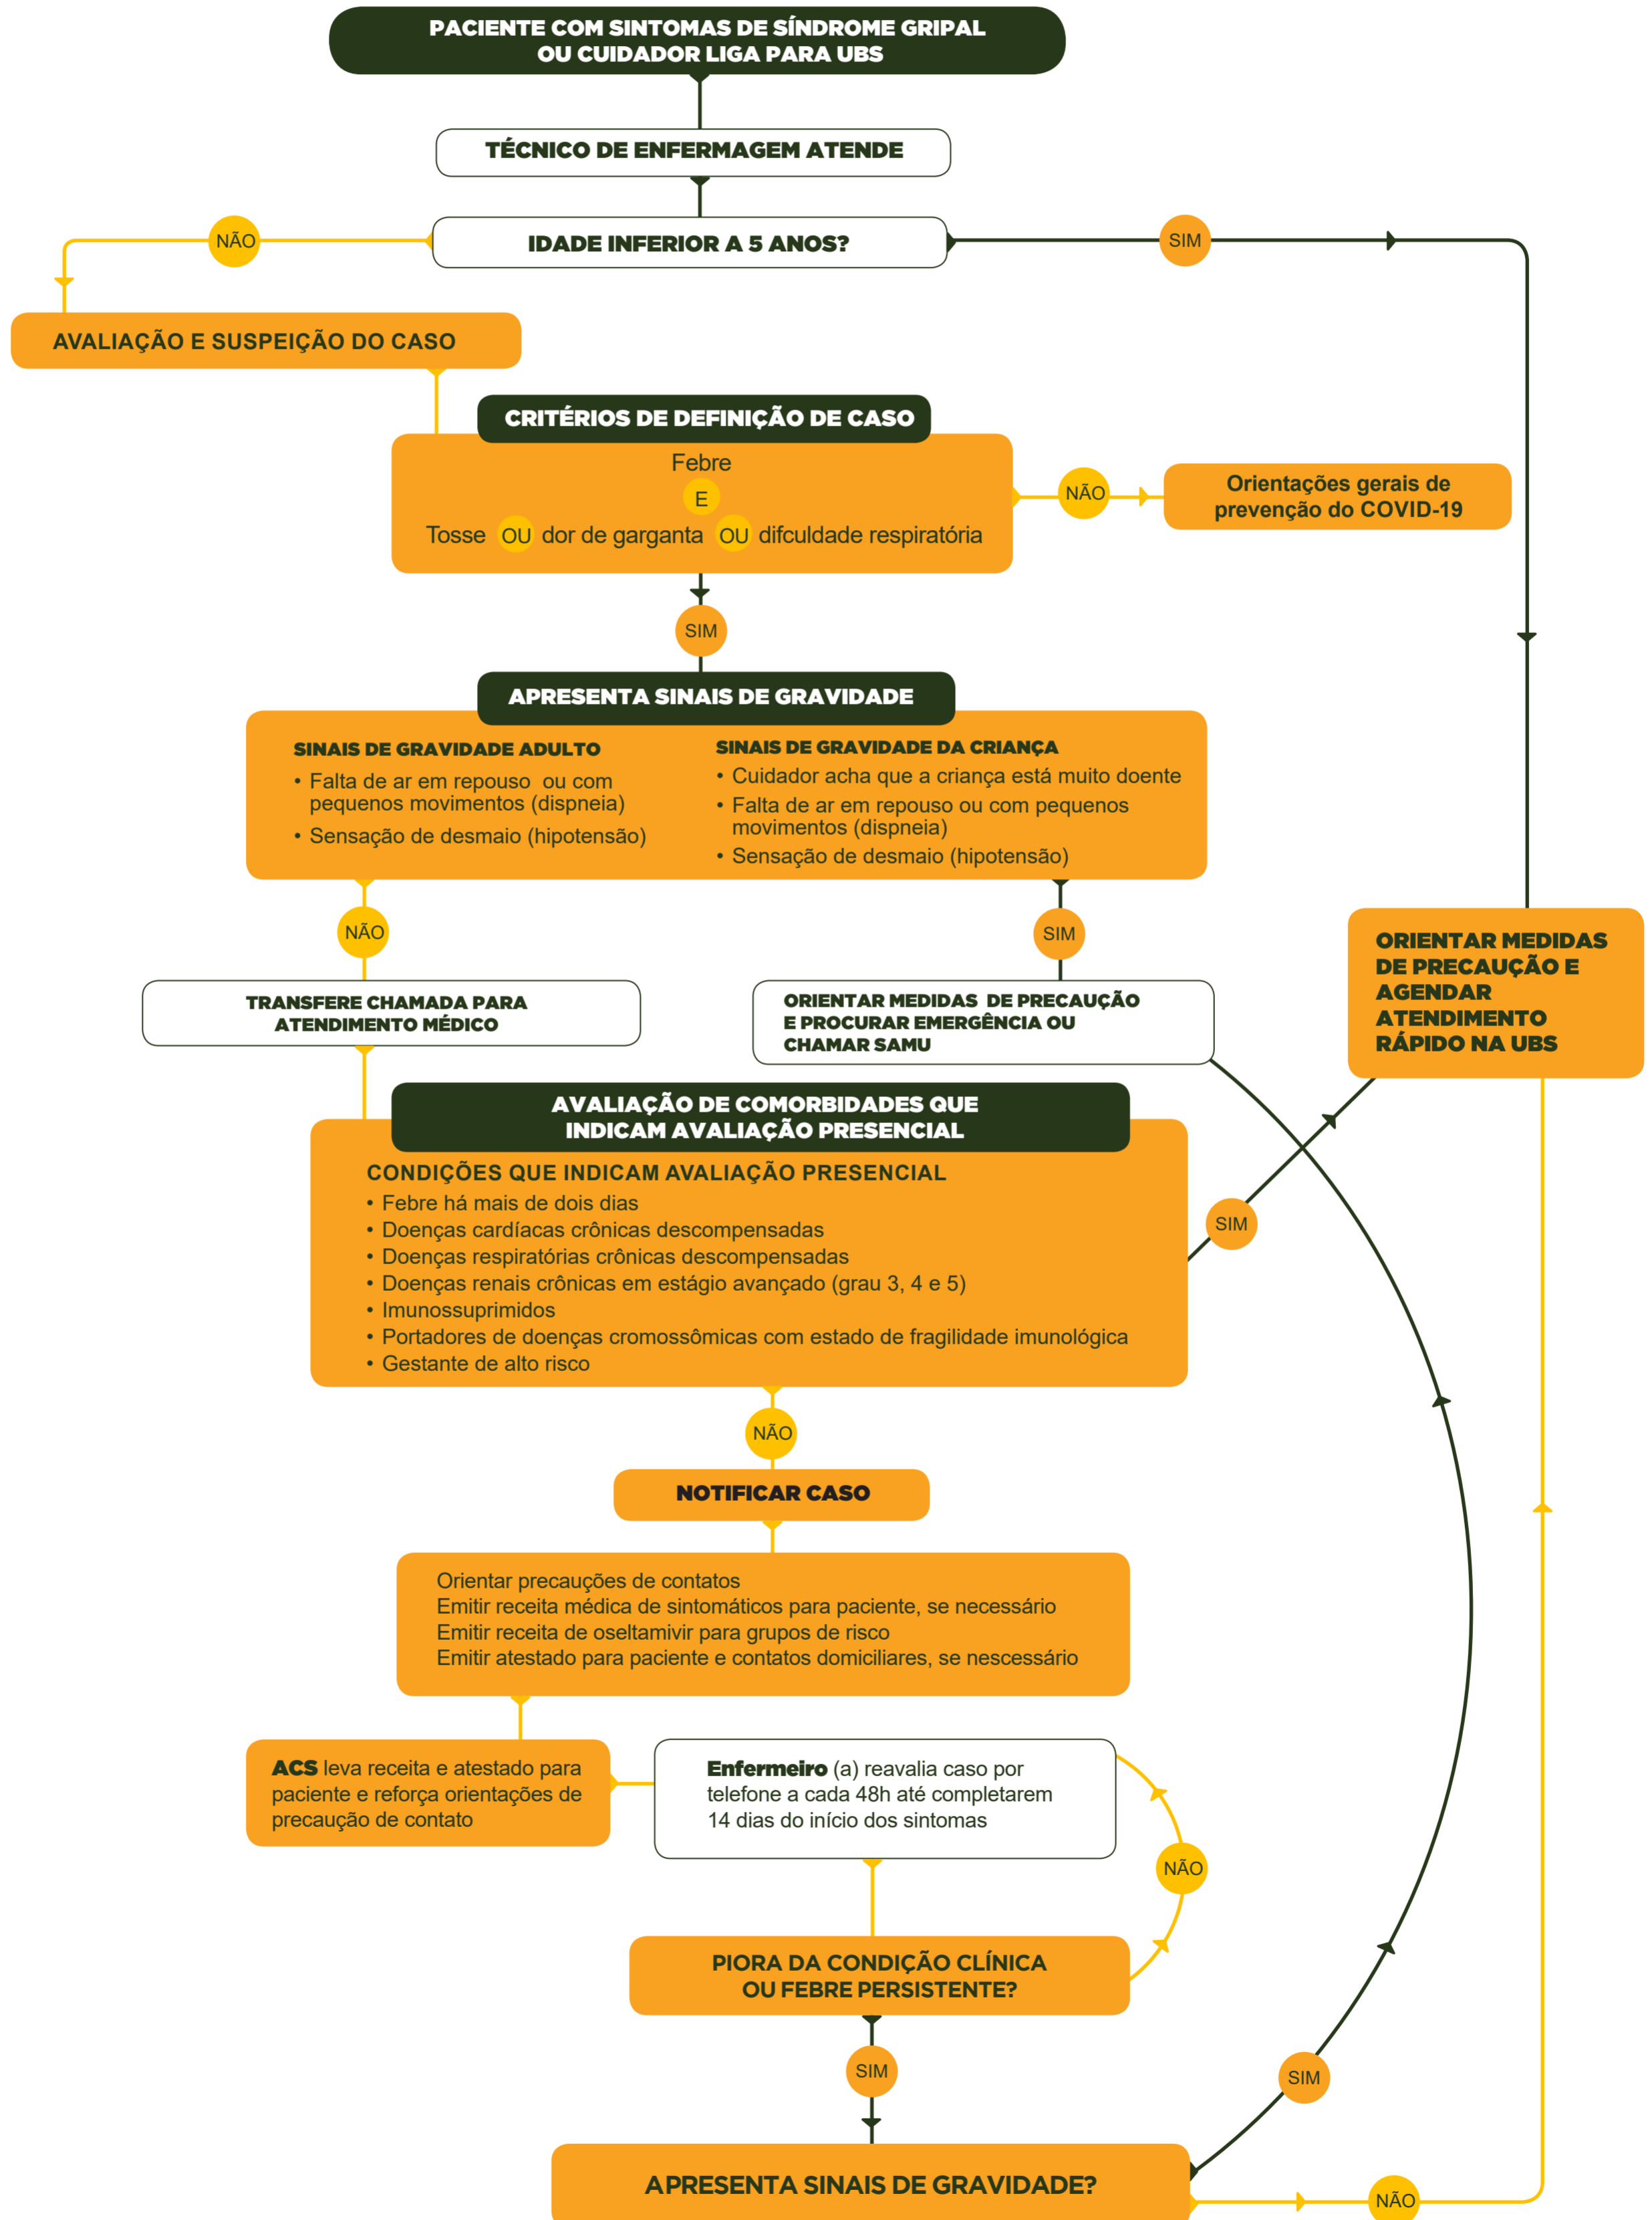 PACIENTE COM SINTOMAS DE SÍNDROME GRIPAL
OU CUIDADOR LIGA PARA UBS
TÉCNICO DE ENFERMAGEM ATENDE
NÃO
IDADE INFERIOR A 5 ANOS?
SIM
AVALIAÇÃO E SUSPEIÇÃO DO CASO
CRITÉRIOS DE DEFINIÇÃO DE CASO
Febre
E
Tosse OU dor de garganta OU difculdade respiratória
NÃO
Orientações gerais de
prevenção do COVID-19
SIM
APRESENTA SINAIS DE GRAVIDADE
SINAIS DE GRAVIDADE ADULTO
• Falta de ar em repouso ou com
pequenos movimentos (dispneia)
• Sensação de desmaio (hipotensão)
SINAIS DE GRAVIDADE DA CRIANÇA
• Cuidador acha que a criança está muito doente
• Falta de ar em repouso ou com pequenos
movimentos (dispneia)
• Sensação de desmaio (hipotensão)
NÃO
SIM
TRANSFERE CHAMADA PARA
ATENDIMENTO MÉDICO
ORIENTAR MEDIDAS DE PRECAUÇÃO
E PROCURAR EMERGÊNCIA OU
CHAMAR SAMU
ORIENTAR MEDIDAS
DE PRECAUÇÃO E
AGENDAR
ATENDIMENTO
RÁPIDO NA UBS
AVALIAÇÃO DE COMORBIDADES QUE
INDICAM AVALIAÇÃO PRESENCIAL
CONDIÇÕES QUE INDICAM AVALIAÇÃO PRESENCIAL
• Febre há mais de dois dias
• Doenças cardíacas crônicas descompensadas
• Doenças respiratórias crônicas descompensadas
• Doenças renais crônicas em estágio avançado (grau 3, 4 e 5)
• Imunossuprimidos
• Portadores de doenças cromossômicas com estado de fragilidade imunológica
• Gestante de alto risco
SIM
NÃO
NOTIFICAR CASO
Orientar precauções de contatos
Emitir receita médica de sintomáticos para paciente, se necessário
Emitir receita de oseltamivir para grupos de risco
Emitir atestado para paciente e contatos domiciliares, se nescessário
ACS leva receita e atestado para
paciente e reforça orientações de
precaução de contato
Enfermeiro (a) reavalia caso por
telefone a cada 48h até completarem
14 dias do início dos sintomas
NÃO
PIORA DA CONDIÇÃO CLÍNICA
OU FEBRE PERSISTENTE?
SIM
SIM
APRESENTA SINAIS DE GRAVIDADE?
NÃO